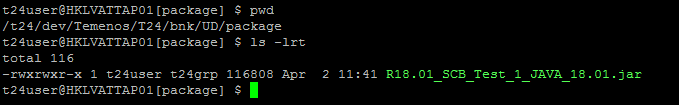 t24user@HKLVATTAP01[package] $ pwd
/t24/dev/Temenos/T24/bnk/UD/package
t24user@HKLVATTAP01[package] $ ls -lrt
total 116
-rwxrwxr-x 1 t24user t24grp 116808 Apr  2 11:41 R18.01_SCB_Test_1_JAVA_18.01.jar
t24user@HKLVATTAP01[package] $